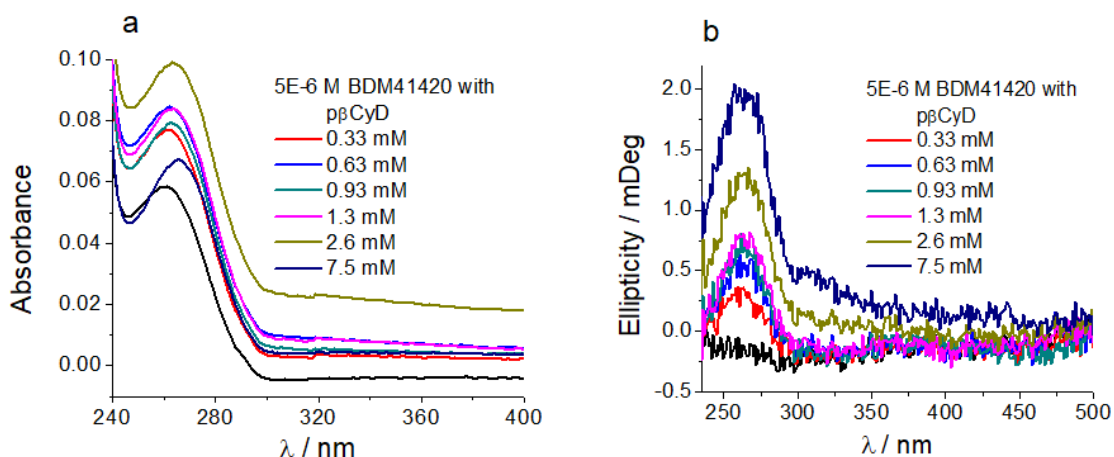 a
0.10
0.08
0.06
0.04
0.02
0.00
Absorbance
240
280
320
360
400
λ / nm
5E-6 M BDM41420 with
pβCyD
0.33 mM
0.63 mM
0.93 mM
1.3 mM
2.6 mM
7.5 mM
b
2.0
1.5
1.0
0.5
0.0
-0.5
Ellipticity / mDeg
250
300
350
400
450
500
λ / nm
5E-6 M BDM41420 with
pβCyD
0.33 mM
0.63 mM
0.93 mM
1.3 mM
2.6 mM
7.5 mM